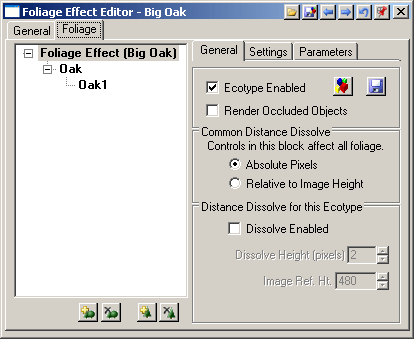 Foliage Effect Editor - Big Oak
General Foliage
Foliage Effect (Big Oak)
Oak
Oak1
General Settings Parameters
Ecotype Enabled
Render Occluded Objects
Common Distance Dissolve
Controls in this block affect all foliage.
Absolute Pixels
Relative to Image Height
Distance Dissolve for this Ecotype
Dissolve Enabled
Dissolve Height (pixels) 2
Image Ref. Ht. 480